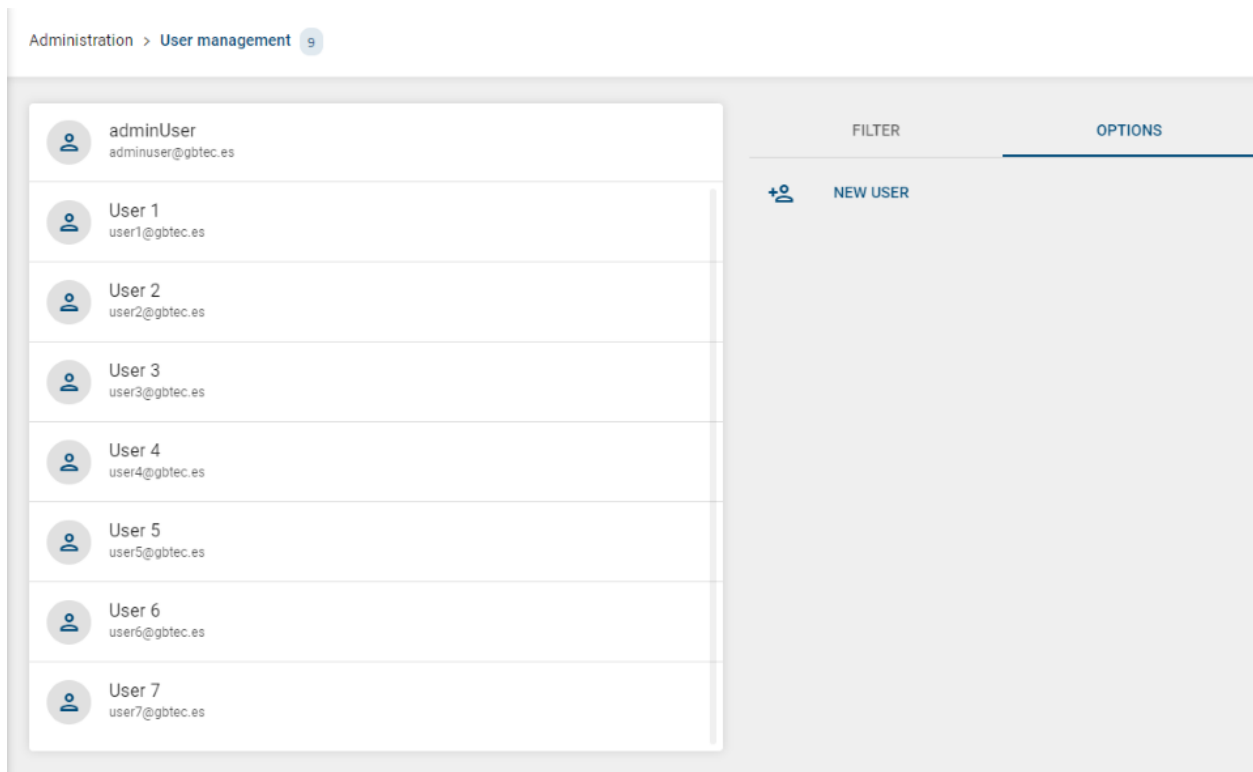 Administration > User management 9
FILTER
OPTIONS
NEW USER
adminUser
adminuser@gbtec.es
User 1
user1@gbtec.es
User 2
user2@gbtec.es
User 3
user3@gbtec.es
User 4
user4@gbtec.es
User 5
user5@gbtec.es
User 6
user6@gbtec.es
User 7
user7@gbtec.es